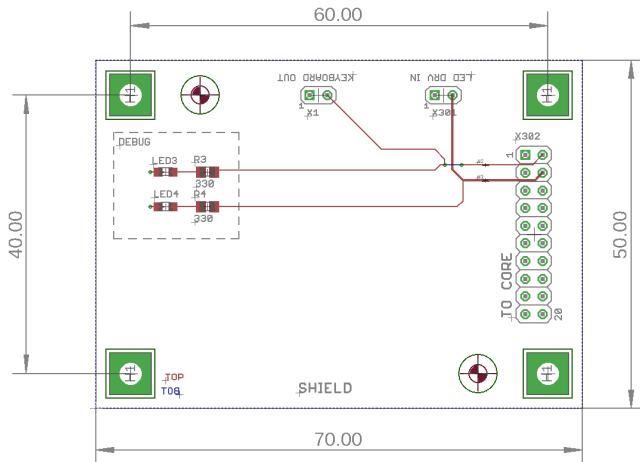 60.00
KEYBOARD OUT
LED DRV IN
H1
H1
1
X1
1
X301
DEBUG
X302
1
LED3
R3
330
LED4
R4
330
40.00
50.00
TO CORE
20
H1
H1
TOP
SHIELD
70.00